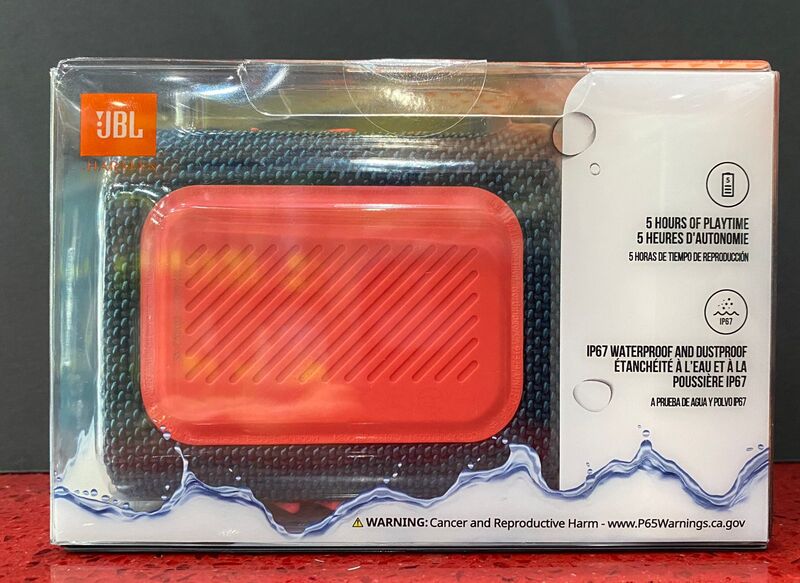 JBL
HARMAN
5
5 HOURS OF PLAYTIME
5 HEURES D'AUTONOMIE
5 HORAS DE TIEMPO DE REPRODUCCIÓN
IP67
IP67 WATERPROOF AND DUSTPROOF
ÉTANCHÉITÉ À L'EAU ET À LA
POUSSIÈRE IP67
A PRUEBA DE AGUA Y POLVO IP67
WARNING: Cancer and Reproductive Harm - www.P65Warnings.ca.gov